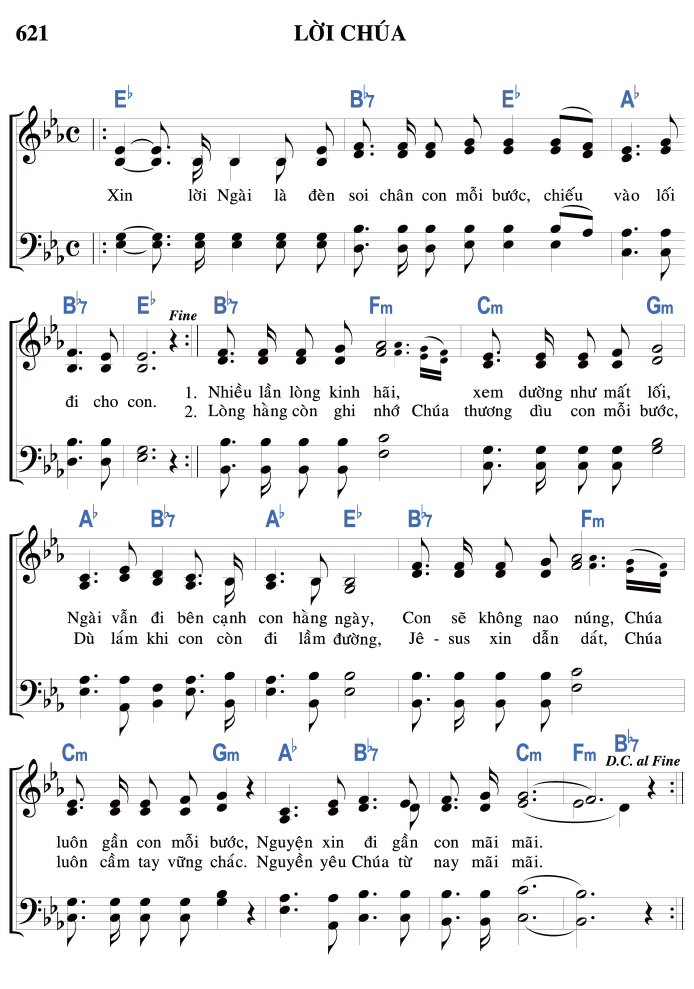 621 LỜI CHÚA
E♭ B♭7 E♭ A♭
Xin lời Ngài là đèn soi chân con mỗi bước, chiếu vào lối
B♭7 E♭ Fine B♭7 Fm Cm Gm
đi cho con. 1. Nhiều lần lòng kinh hãi, xem dường như mất lối,
2. Lòng hằng còn ghi nhớ Chúa thương dìu con mỗi bước,
A♭ B♭7 A♭ E♭ B♭7 Fm
Ngài vẫn đi bên cạnh con hằng ngày, Con sẽ không nao núng, Chúa
Dù lắm khi con còn đi lầm đường, Jê - sus xin dẫn dắt, Chúa
Cm Gm A♭ B♭7 Cm Fm B♭7
D.C. al Fine
luôn gần con mỗi bước, Nguyện xin đi gần con mãi mãi.
luôn cầm tay vững chắc. Nguyền yêu Chúa từ nay mãi mãi.